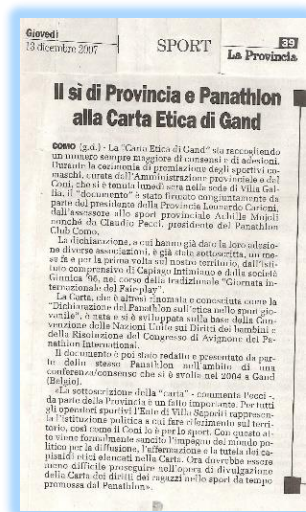 Giovedì
13 dicembre 2007
SPORT
39
La Provincia
Il sì di Provincia e Panathlon
alla Carta Etica di Gand
COMO (g.d.) - La "Carta Etica di Gand" sta raccogliendo
un numero sempre maggiore di consensi e di adesioni.
Durante la cerimonia di premiazione degli sportivi co-
maschi, curata dall'Amministrazione provinciale e del
Coni, che si è tenuta lunedì sera nella sede di Villa Gal-
lia, il "documento" è stato firmato congiuntamente da
parte del presidente della Provincia Leonardo Carioni,
dall'assessore allo sport provinciale Achille Mojoli
nonché da Claudio Pecci, presidente del Panathlon
Club Como.
La dichiarazione, a cui hanno già dato la loro adesio-
ne diverse associazioni, è già stata sottoscritta, un me-
se fa e per la prima volta sul nostro territorio, dall'Isti-
tuto comprensivo di Capiago Intimiano e dalla società
Ginnica '96, nel corso della tradizionale "Giornata in-
ternazionale del Fair-play".
La Carta, che è altresì rinomata e conosciuta come la
"Dichiarazione del Panathlon sull'etica nello sport gio-
vanile", è nata e si è sviluppata sulla base della Con-
venzione delle Nazioni Unite sui Diritti dei bambini e
della Risoluzione del Congresso di Avignone del Pa-
nathlon International.
Il documento è poi stato redatto e presentato da par-
te dello stesso Panathlon nell'ambito di una
conferenza/consenso che si è svolta nel 2004 a Gand
(Belgio).
«La sottoscrizione della "carta" - commenta Pecci -,
da parte della Provincia è un fatto importante. Per tutti
gli operatori sportivi l'Ente di Villa Saporiti rappresen-
ta l'istituzione politica a cui fare riferimento sul terri-
torio, così come il Coni lo è per lo sport. Con questo at-
to viene formalmente sancito l'impegno del mondo po-
litico per la diffusione, l'affermazione e la tutela dei ca-
pisaldi etici elencati nella Carta. Ora dovrebbe essere
meno difficile proseguire nell'opera di divulgazione
della Carta dei diritti dei ragazzi nello sport da tempo
promossa dal Panathlon».